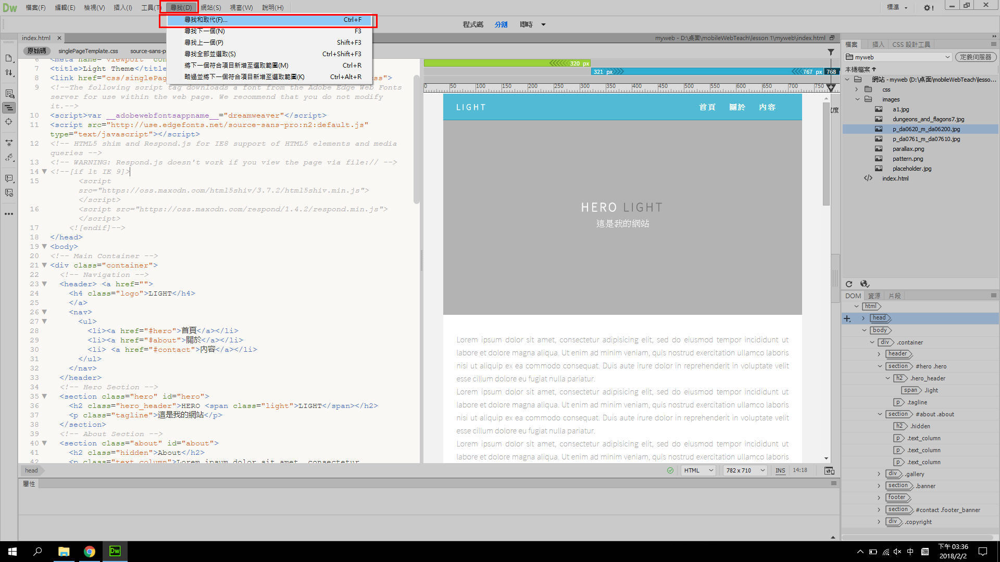 Dw 檔案(F) 編輯(E) 檢視(V) 插入(I) 工具(T) 尋找(D) 網站(S) 視窗(W) 說明(H) 標準
尋找和取代(F)... Ctrl+F
尋找下一個(N) F3
尋找上一個(P) Shift+F3
尋找全部並選取(S) Ctrl+Shift+F3
將下一個符合項目新增至選取範圍(M) Ctrl+R
略過並將下一個符合項目新增至選取範圍(K) Ctrl+Alt+R
程式碼 分割 即時
index.html
myweb - D:\桌面\mobileWebTeach\lesson 1\myweb\index.html
原始碼 singlePageTemplate.css source-sans-p
6 <meta name="viewport" con
7 <title>Light Theme</title
8 <link href="css/singlePag css">
9 <!--The following script tag downloads a font from the Adobe Edge Web Fonts
server for use within the web page. We recommend that you do not modify
it.-->
10 <script>var __adobewebfontsappname__="dreamweaver"</script>
11 <script src="http://use.edgefonts.net/source-sans-pro:n2:default.js"
type="text/javascript"></script>
12 <!-- HTML5 shim and Respond.js for IE8 support of HTML5 elements and media
queries -->
13 <!-- WARNING: Respond.js doesn't work if you view the page via file:// -->
14 <!--[if lt IE 9]>
15 <script
src="https://oss.maxcdn.com/html5shiv/3.7.2/html5shiv.min.js">
</script>
16 <script src="https://oss.maxcdn.com/respond/1.4.2/respond.min.js">
</script>
17 <![endif]-->
18 </head>
19 <body>
20 <!-- Main Container -->
21 <div class="container">
22 <!-- Navigation -->
23 <header> <a href="">
24 <h4 class="logo">LIGHT</h4>
25 </a>
26 <nav>
27 <ul>
28 <li><a href="#hero">首頁</a></li>
29 <li><a href="#about">關於</a></li>
30 <li> <a href="#contact">內容</a></li>
31 </ul>
32 </nav>
33 </header>
34 <!-- Hero Section -->
35 <section class="hero" id="hero">
36 <h2 class="hero_header">HERO <span class="light">LIGHT</span></h2>
37 <p class="tagline">這是我的網站</p>
38 </section>
39 <!-- About Section -->
40 <section class="about" id="about">
41 <h2 class="hidden">About</h2>
42 <p class="text_column">Lorem ipsum dolor sit amet, consectetur
320 px
321 px 767 px 768
0 50 100 150 200 250 300 350 400 450 500 550 600 650 700 750
LIGHT 首頁 關於 內容
HERO LIGHT
這是我的網站
Lorem ipsum dolor sit amet, consectetur adipisicing elit, sed do eiusmod tempor incididunt ut
labore et dolore magna aliqua. Ut enim ad minim veniam, quis nostrud exercitation ullamco laboris
nisi ut aliquip ex ea commodo consequat. Duis aute irure dolor in reprehenderit in voluptate velit
esse cillum dolore eu fugiat nulla pariatur.
Lorem ipsum dolor sit amet, consectetur adipisicing elit, sed do eiusmod tempor incididunt ut
labore et dolore magna aliqua. Ut enim ad minim veniam, quis nostrud exercitation ullamco laboris
nisi ut aliquip ex ea commodo consequat. Duis aute irure dolor in reprehenderit in voluptate velit
esse cillum dolore eu fugiat nulla pariatur.
Lorem ipsum dolor sit amet, consectetur adipisicing elit, sed do eiusmod tempor incididunt ut
labore et dolore magna aliqua. Ut enim ad minim veniam, quis nostrud exercitation ullamco laboris
head
HTML 782 x 710 INS 14:18
屬性
檔案 插入 CSS 設計工具
myweb 定義伺服器
本機檔案
網站 - myweb (D:\桌面\mobileWebTeach\lesso...
css
images
a1.jpg
dungeons_and_flagons7.jpg
p_da0620_m_da06200.jpg
p_da0761_m_da07610.jpg
parallax.png
pattern.png
placeholder.jpg
index.html
DOM 資源 片段
html
head
body
div .container
header
section #hero .hero
h2 .hero_header
span .light
p .tagline
section #about .about
h2 .hidden
p .text_column
p .text_column
p .text_column
div .gallery
section .banner
footer
section #contact .footer_banner
div .copyright
Dw
中
下午 03:36
2018/2/2